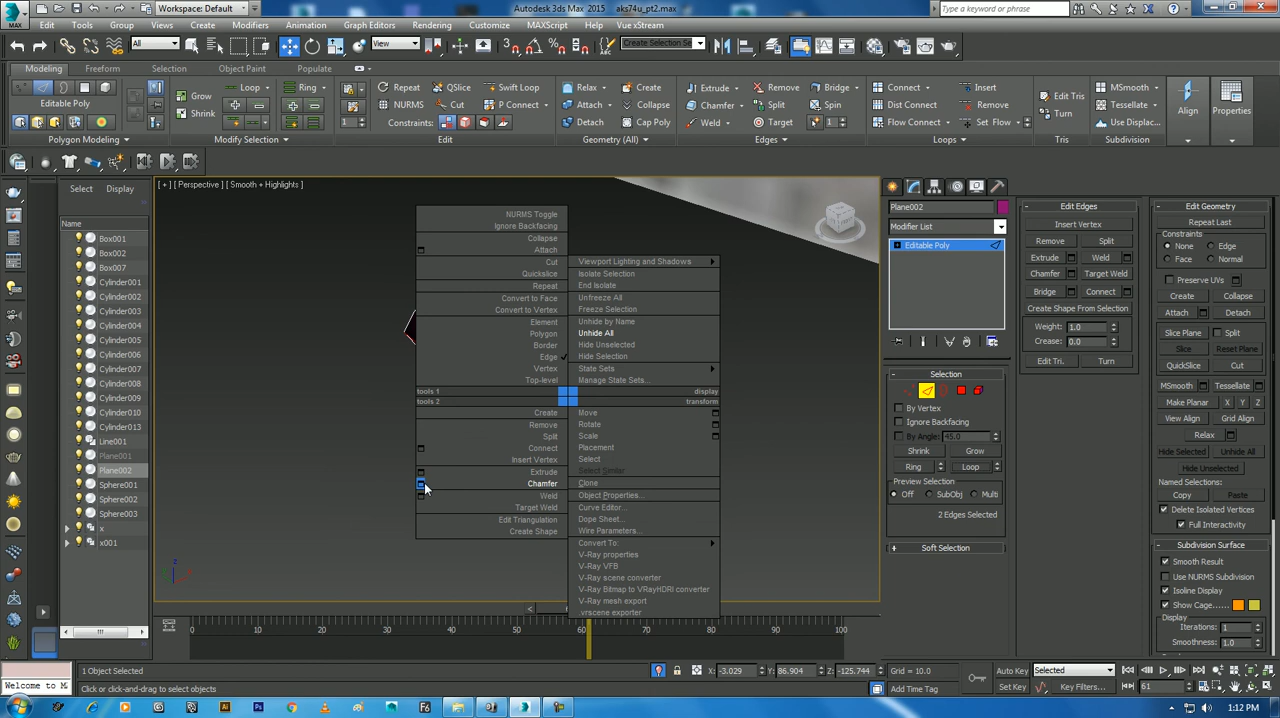 Workspace: Default
Autodesk 3ds Max 2015    aks74u_pt2.max
Type a keyword or phrase
MAX
Edit Tools Group Views Create Modifiers Animation Graph Editors Rendering Customize MAXScript Help Vue xStream
All
View
Create Selection Se
Modeling Freeform Selection Object Paint Populate
Loop Ring Repeat QSlice Swift Loop Relax Create Extrude Remove Bridge Connect Insert MSmooth
Grow NURMS Cut P Connect Attach Collapse Chamfer Split Spin Dist Connect Remove Edit Tris Tessellate
Editable Poly Shrink 1 Constraints: Detach Cap Poly Weld Target 1 Flow Connect Set Flow Turn Use Displac... Align Properties
Polygon Modeling Modify Selection Edit Geometry (All) Edges Loops Tris Subdivision
Select Display
Name
Box001
Box002
Box007
Cylinder001
Cylinder002
Cylinder003
Cylinder004
Cylinder005
Cylinder006
Cylinder007
Cylinder008
Cylinder009
Cylinder010
Cylinder013
Line001
Plane001
Plane002
Sphere001
Sphere002
Sphere003
x
x001
[ + ] [ Perspective ] [ Smooth + Highlights ]
NURMS Toggle
Ignore Backfacing
Collapse
Attach
Cut
Quickslice
Repeat
Convert to Face
Convert to Vertex
Element
Polygon
Border
Edge
Vertex
Top-level
tools 1
tools 2
Create
Remove
Split
Connect
Insert Vertex
Extrude
Chamfer
Weld
Target Weld
Edit Triangulation
Create Shape
Viewport Lighting and Shadows
Isolate Selection
End Isolate
Unfreeze All
Freeze Selection
Unhide by Name
Unhide All
Hide Unselected
Hide Selection
State Sets
Manage State Sets...
display
transform
Move
Rotate
Scale
Placement
Select
Select Similar
Clone
Object Properties...
Curve Editor...
Dope Sheet...
Wire Parameters...
Convert To:
V-Ray properties
V-Ray VFB
V-Ray scene converter
V-Ray Bitmap to VRayHDRI converter
V-Ray mesh export
.vrscene exporter
Plane002
Modifier List
Editable Poly
Selection
By Vertex
Ignore Backfacing
By Angle: 45.0
Shrink Grow
Ring Loop
Preview Selection
Off SubObj Multi
2 Edges Selected
Soft Selection
Edit Edges
Insert Vertex
Remove Split
Extrude Weld
Chamfer Target Weld
Bridge Connect
Create Shape From Selection
Weight: 1.0
Crease: 0.0
Edit Tri. Turn
Edit Geometry
Repeat Last
Constraints
None Edge
Face Normal
Preserve UVs
Create Collapse
Attach Detach
Slice Plane Split
Slice Reset Plane
QuickSlice Cut
MSmooth Tessellate
Make Planar X Y Z
View Align Grid Align
Relax
Hide Selected Unhide All
Hide Unselected
Named Selections:
Copy Paste
Delete Isolated Vertices
Full Interactivity
Subdivision Surface
Smooth Result
Use NURMS Subdivision
Isoline Display
Show Cage......
Display
Iterations: 1
Smoothness: 1.0
0 10 20 30 40 50 60 70 80 90 100
1 Object Selected X: -3.029 Y: 86.904 Z: -125.744 Grid = 10.0 Auto Key Selected
Welcome to M Click or click-and-drag to select objects Add Time Tag Set Key Key Filters... 61
1:12 PM